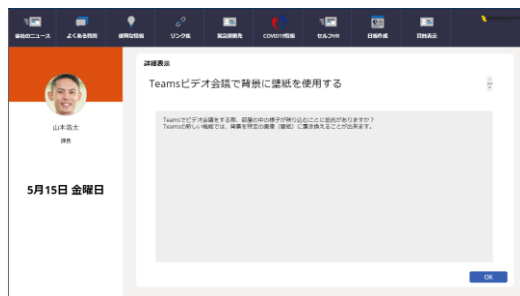 会社のニュース
よくある質問
便利な情報
リンク集
緊急連絡先
COVID19情報
セルフHR
日報作成
日付表示
詳細表示
Teamsビデオ会議で背景に壁紙を使用する
山本浩太
課長
Teamsでビデオ会議をする際、部屋の中の様子が映り込むことに抵抗がありますか？
Teamsの新しい機能では、背景を特定の画像（壁紙）に置き換えることが出来ます。
5月15日 金曜日
OK